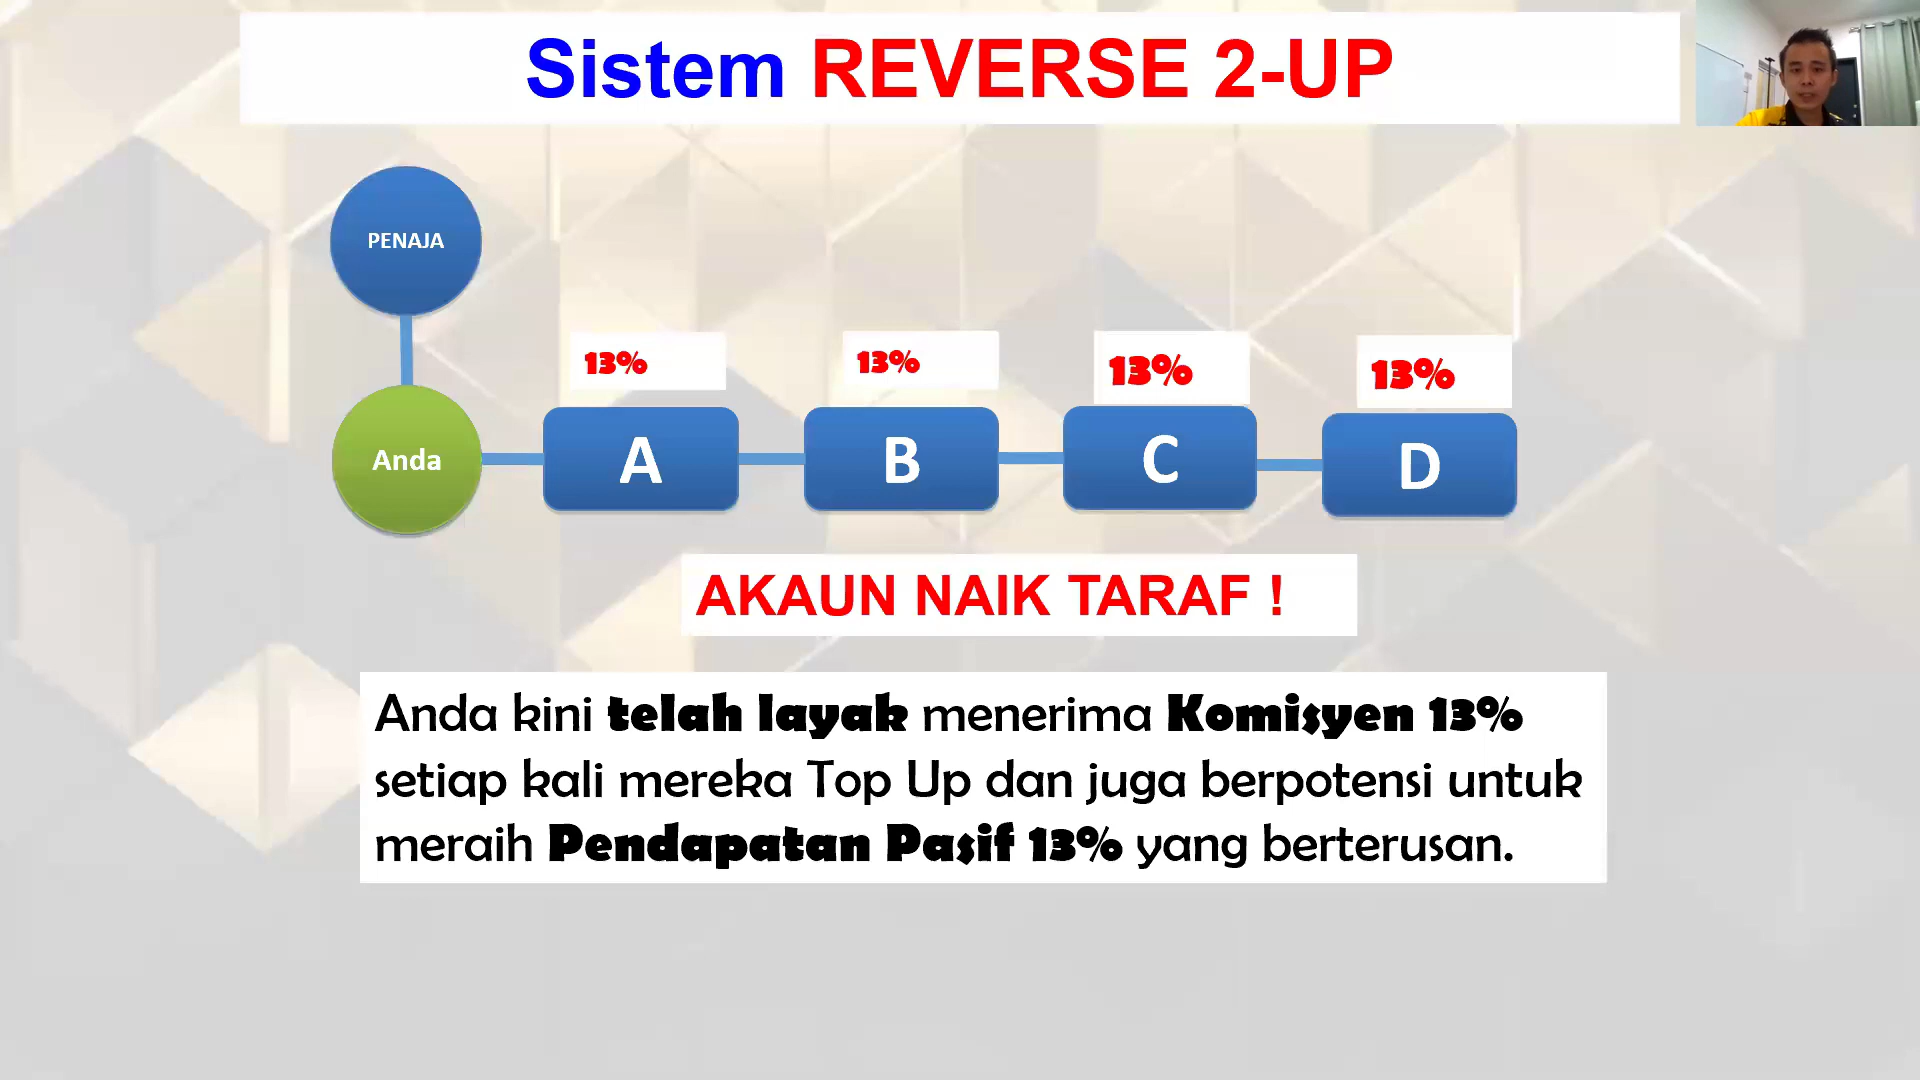 Sistem REVERSE 2-UP
PENAJA
13%
13%
13%
13%
Anda
A
B
C
D
AKAUN NAIK TARAF !
Anda kini telah layak menerima Komisyen 13%
setiap kali mereka Top Up dan juga berpotensi untuk
meraih Pendapatan Pasif 13% yang berterusan.